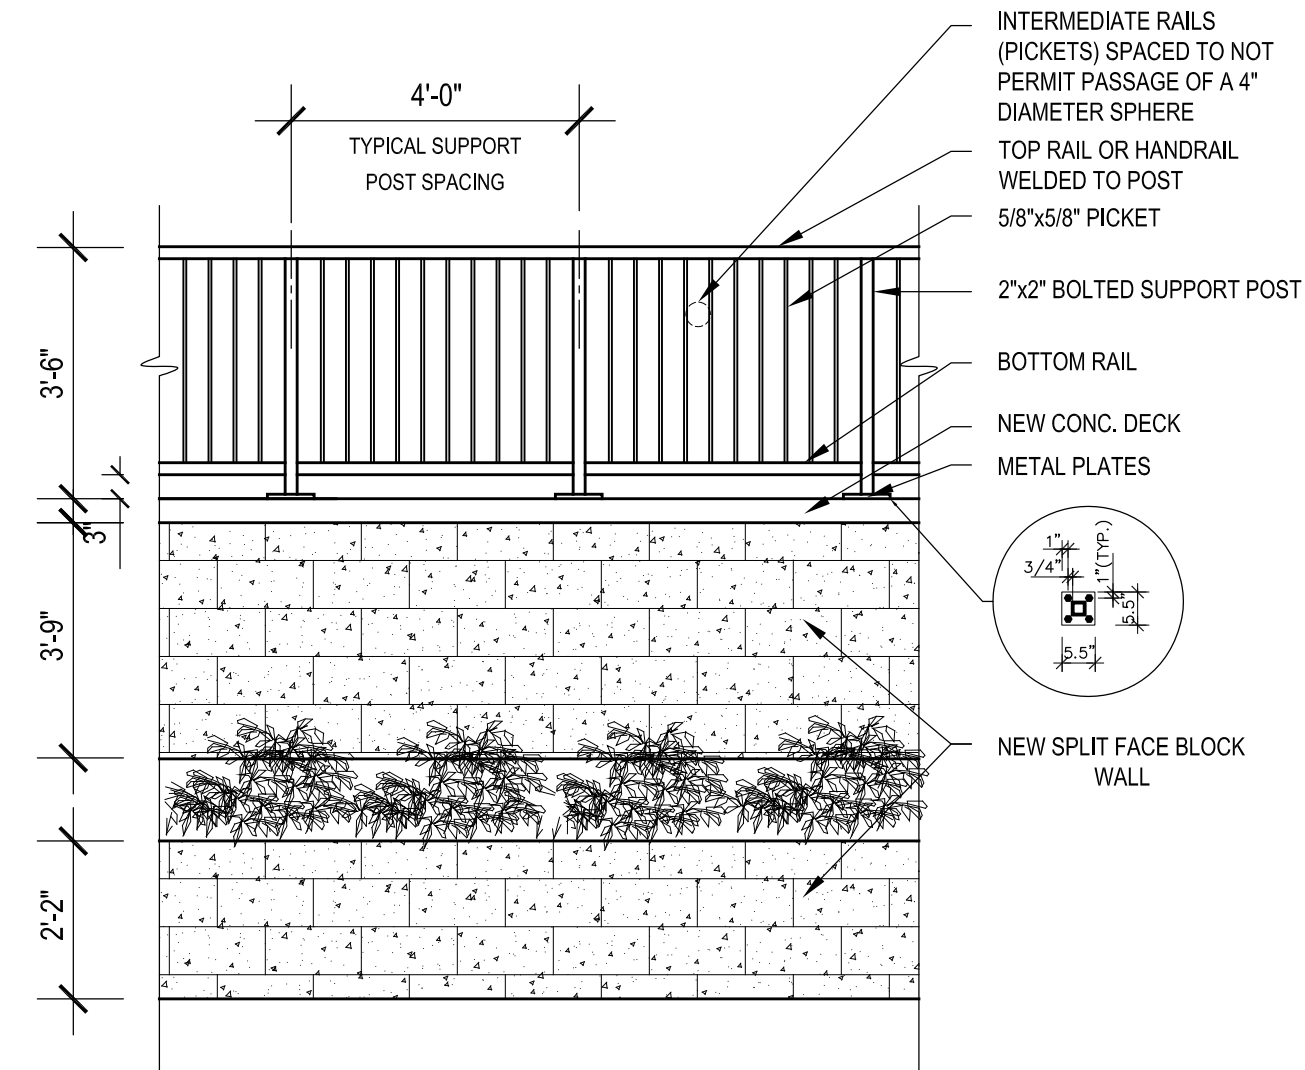 INTERMEDIATE RAILS
(PICKETS) SPACED TO NOT
PERMIT PASSAGE OF A 4"
DIAMETER SPHERE
4'-0"
TYPICAL SUPPORT
POST SPACING
TOP RAIL OR HANDRAIL
WELDED TO POST
5/8"x5/8" PICKET
2"x2" BOLTED SUPPORT POST
3'-6"
BOTTOM RAIL
NEW CONC. DECK
METAL PLATES
3"
1"
3/4"
1"(TYP.)
5.5"
5.5"
3'-9"
NEW SPLIT FACE BLOCK
WALL
2'-2"